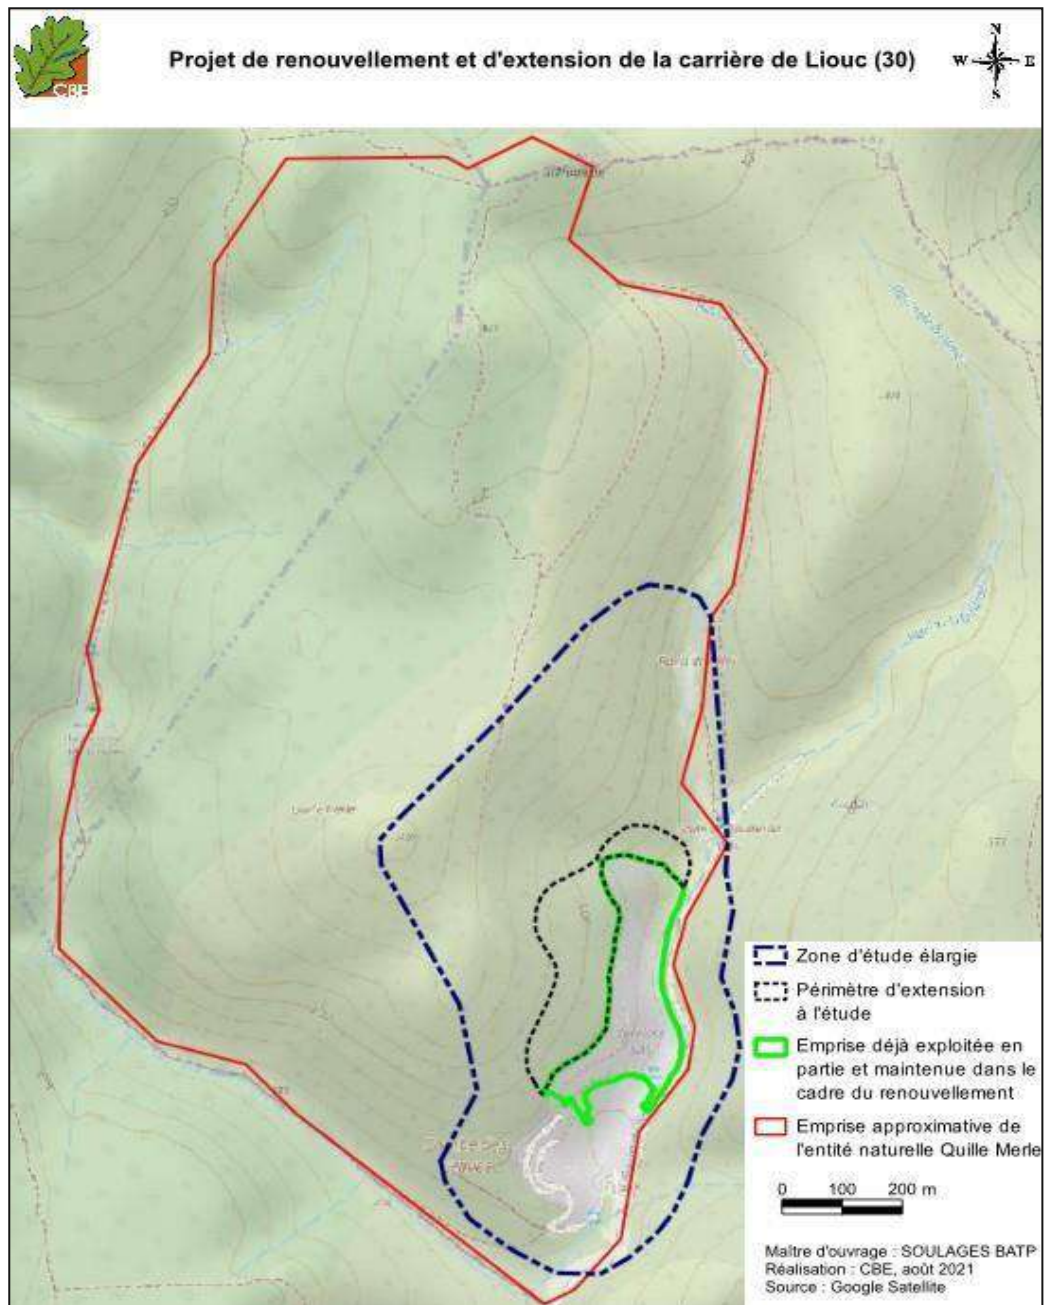 Projet de renouvellement et d'extension de la carrière de Liouc (30)
N
W
E
S
CBE
Zone d'étude élargie
Périmètre d'extension
à l'étude
Emprise déjà exploitée en
partie et maintenue dans le
cadre du renouvellement
Emprise approximative de
l'entité naturelle Quille Merle
0 100 200 m
Maître d'ouvrage : SOULAGES BATP
Réalisation : CBE, août 2021
Source : Google Satellite